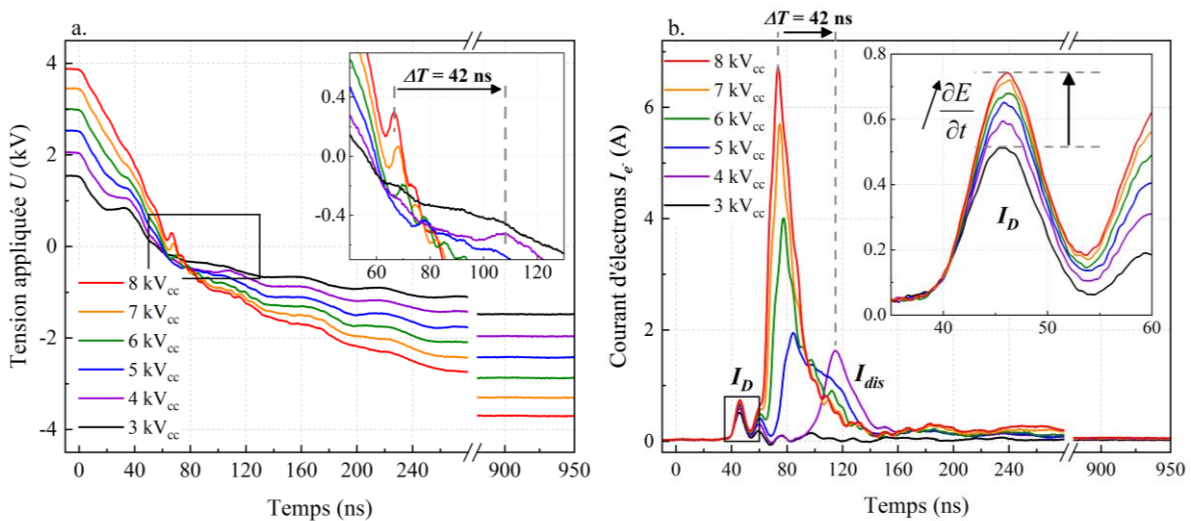 a.
ΔT = 42 ns
0.4
0.0
-0.4
60
80
100
120
Tension appliquée U (kV)
4
2
0
-2
-4
8 kVcc
7 kVcc
6 kVcc
5 kVcc
4 kVcc
3 kVcc
0
40
80
120
160
200
240
900
950
Temps (ns)
ΔT = 42 ns
b.
8 kVcc
7 kVcc
6 kVcc
5 kVcc
4 kVcc
3 kVcc
0.8
0.6
0.4
0.2
0.0
40
50
60
∂E
∂t
ID
Courant d'électrons Ie- (A)
6
4
2
0
ID
Idis
0
40
80
120
160
200
240
900
950
Temps (ns)